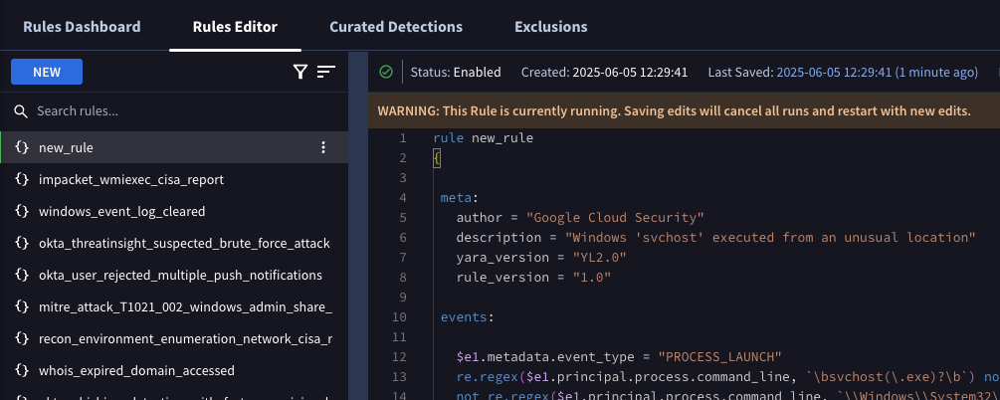 Rules Dashboard
Rules Editor
Curated Detections
Exclusions
NEW
Search rules...
{} new_rule
{} impacket_wmiexec_cisa_report
{} windows_event_log_cleared
{} okta_threatinsight_suspected_brute_force_attack
{} okta_user_rejected_multiple_push_notifications
{} mitre_attack_T1021_002_windows_admin_share_
{} recon_environment_enumeration_network_cisa_r
{} whois_expired_domain_accessed
Status: Enabled Created: 2025-06-05 12:29:41 Last Saved: 2025-06-05 12:29:41 (1 minute ago)
WARNING: This Rule is currently running. Saving edits will cancel all runs and restart with new edits.
1 rule new_rule
2 {
3
4 meta:
5 author = "Google Cloud Security"
6 description = "Windows 'svchost' executed from an unusual location"
7 yara_version = "YL2.0"
8 rule_version = "1.0"
9
10 events:
11
12 $e1.metadata.event_type = "PROCESS_LAUNCH"
13 re.regex($e1.principal.process.command_line, `\bsvchost(\.exe)?\b`) no
14 not re.regex($e1.principal.process.command_line, `\\Windows\\System32\